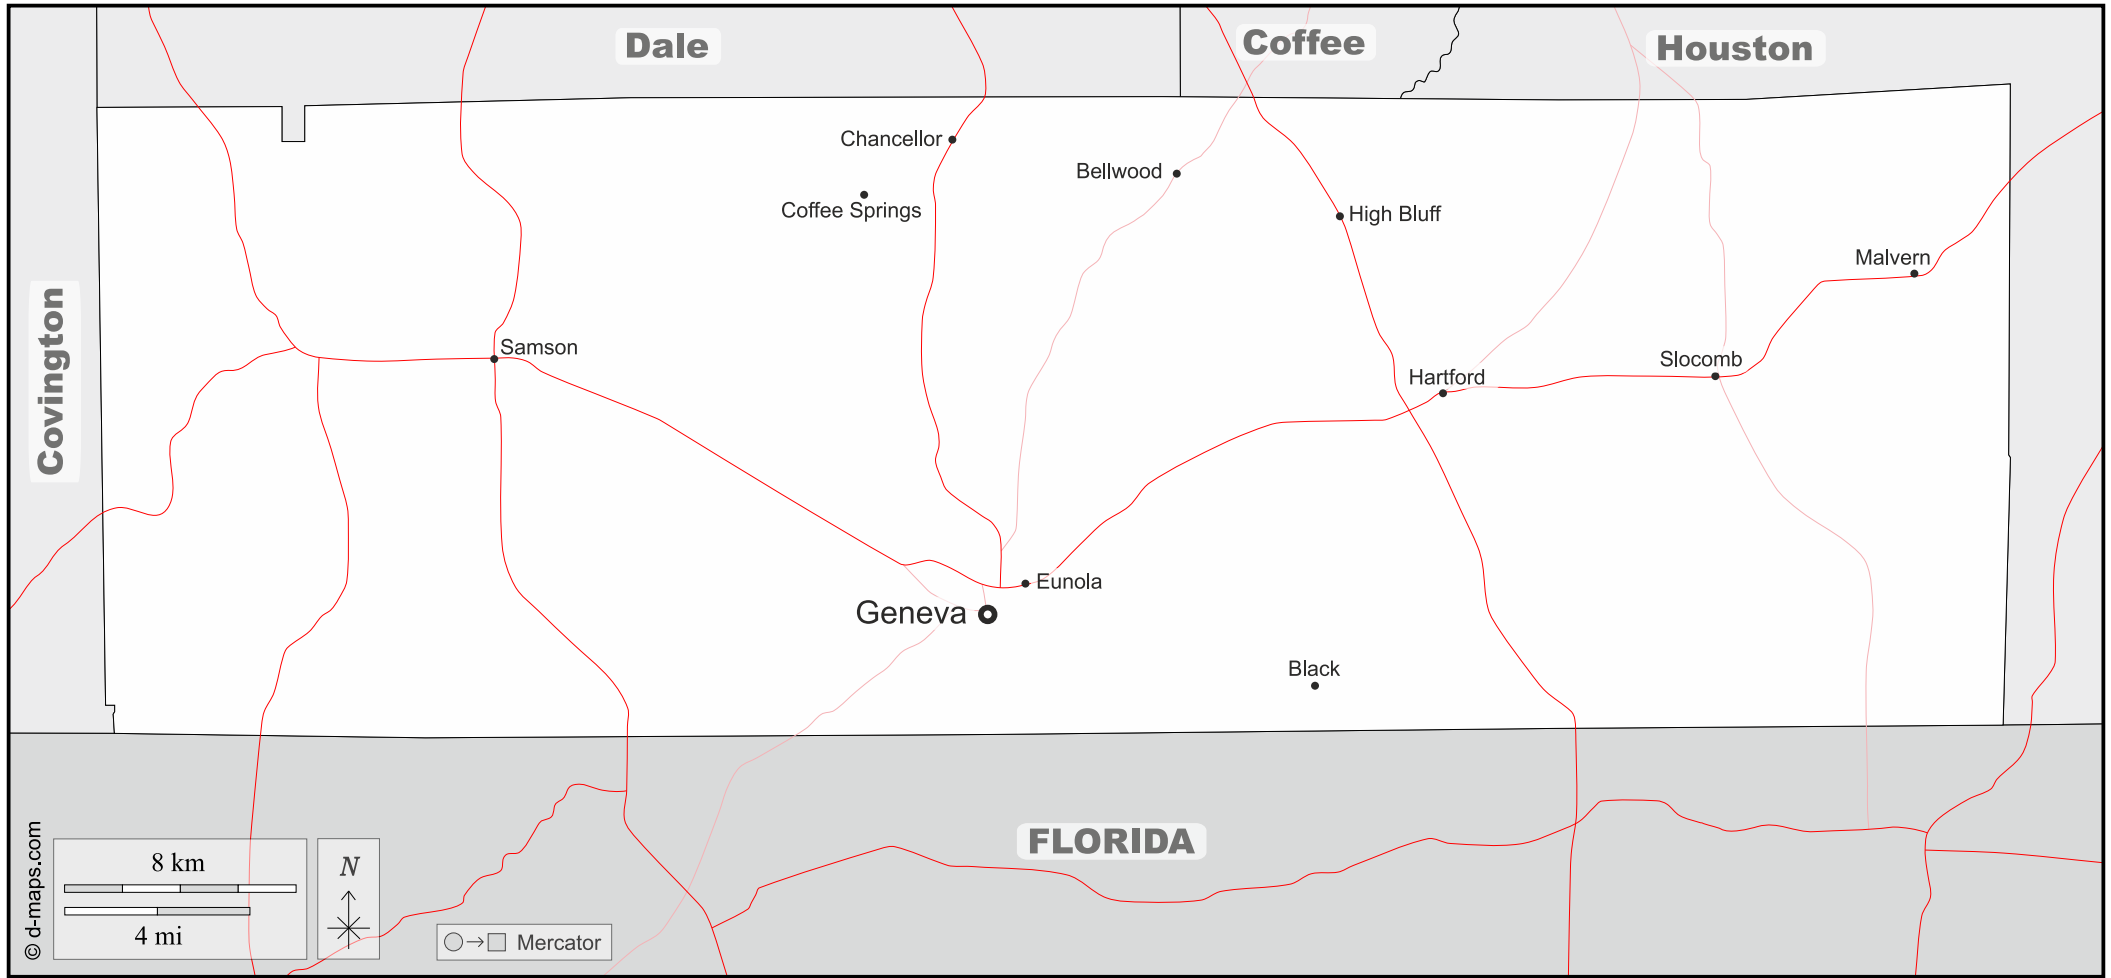 Dale
Coffee
Houston
Chancellor
Bellwood
Coffee Springs
High Bluff
Malvern
Covington
Samson
Slocomb
Hartford
Eunola
Geneva
Black
FLORIDA
© d-maps.com
8 km
4 mi
N
Mercator